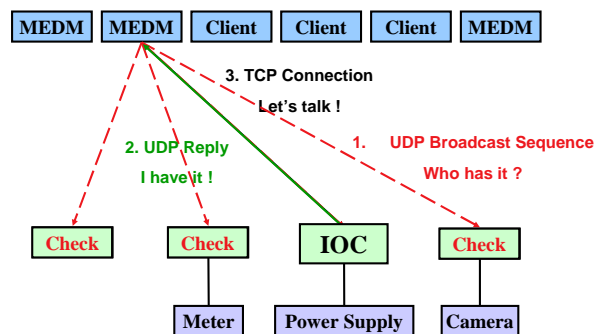 MEDM MEDM Client Client Client MEDM
3. TCP Connection
Let's talk !
1. UDP Broadcast Sequence
Who has it ?
2. UDP Reply
I have it !
Check Check IOC Check
Meter Power Supply Camera